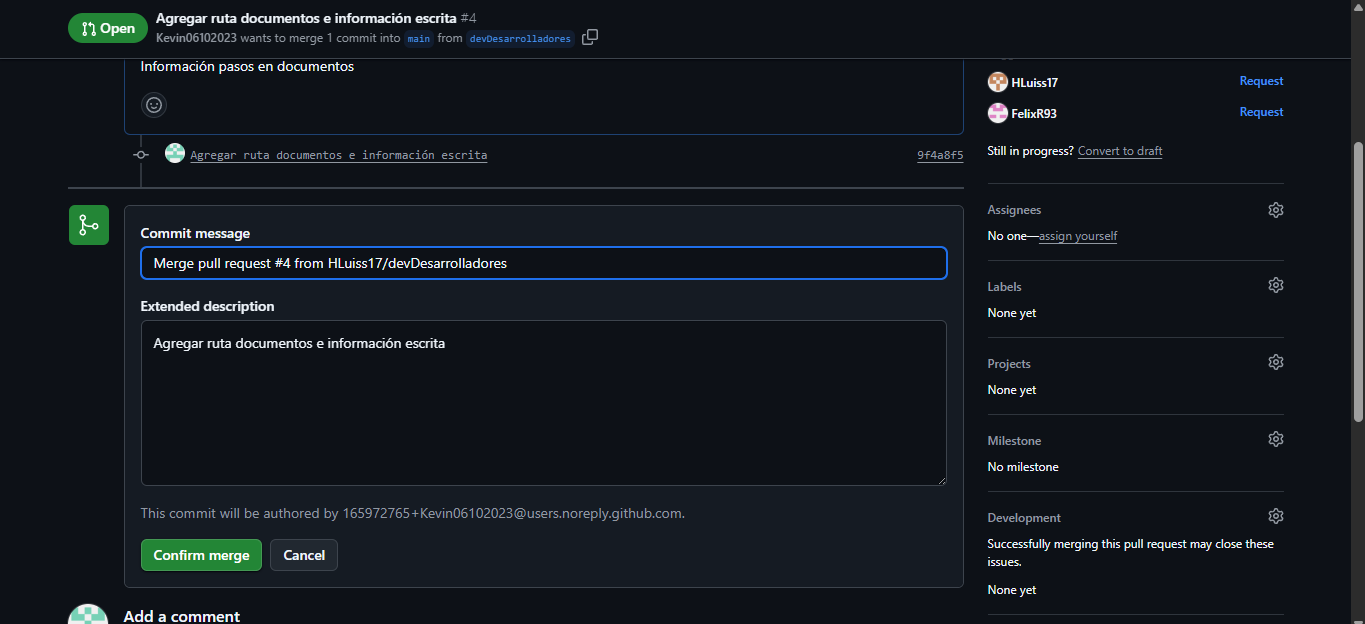 Open
Agregar ruta documentos e información escrita #4
Kevin06102023 wants to merge 1 commit into main from devDesarrolladores
Información pasos en documentos
Agregar ruta documentos e información escrita 9f4a8f5
Commit message
Merge pull request #4 from HLuiss17/devDesarrolladores
Extended description
Agregar ruta documentos e información escrita
This commit will be authored by 165972765+Kevin06102023@users.noreply.github.com.
Confirm merge Cancel
Add a comment
HLuiss17 Request
FelixR93 Request
Still in progress? Convert to draft
Assignees
No one—assign yourself
Labels
None yet
Projects
None yet
Milestone
No milestone
Development
Successfully merging this pull request may close these
issues.
None yet